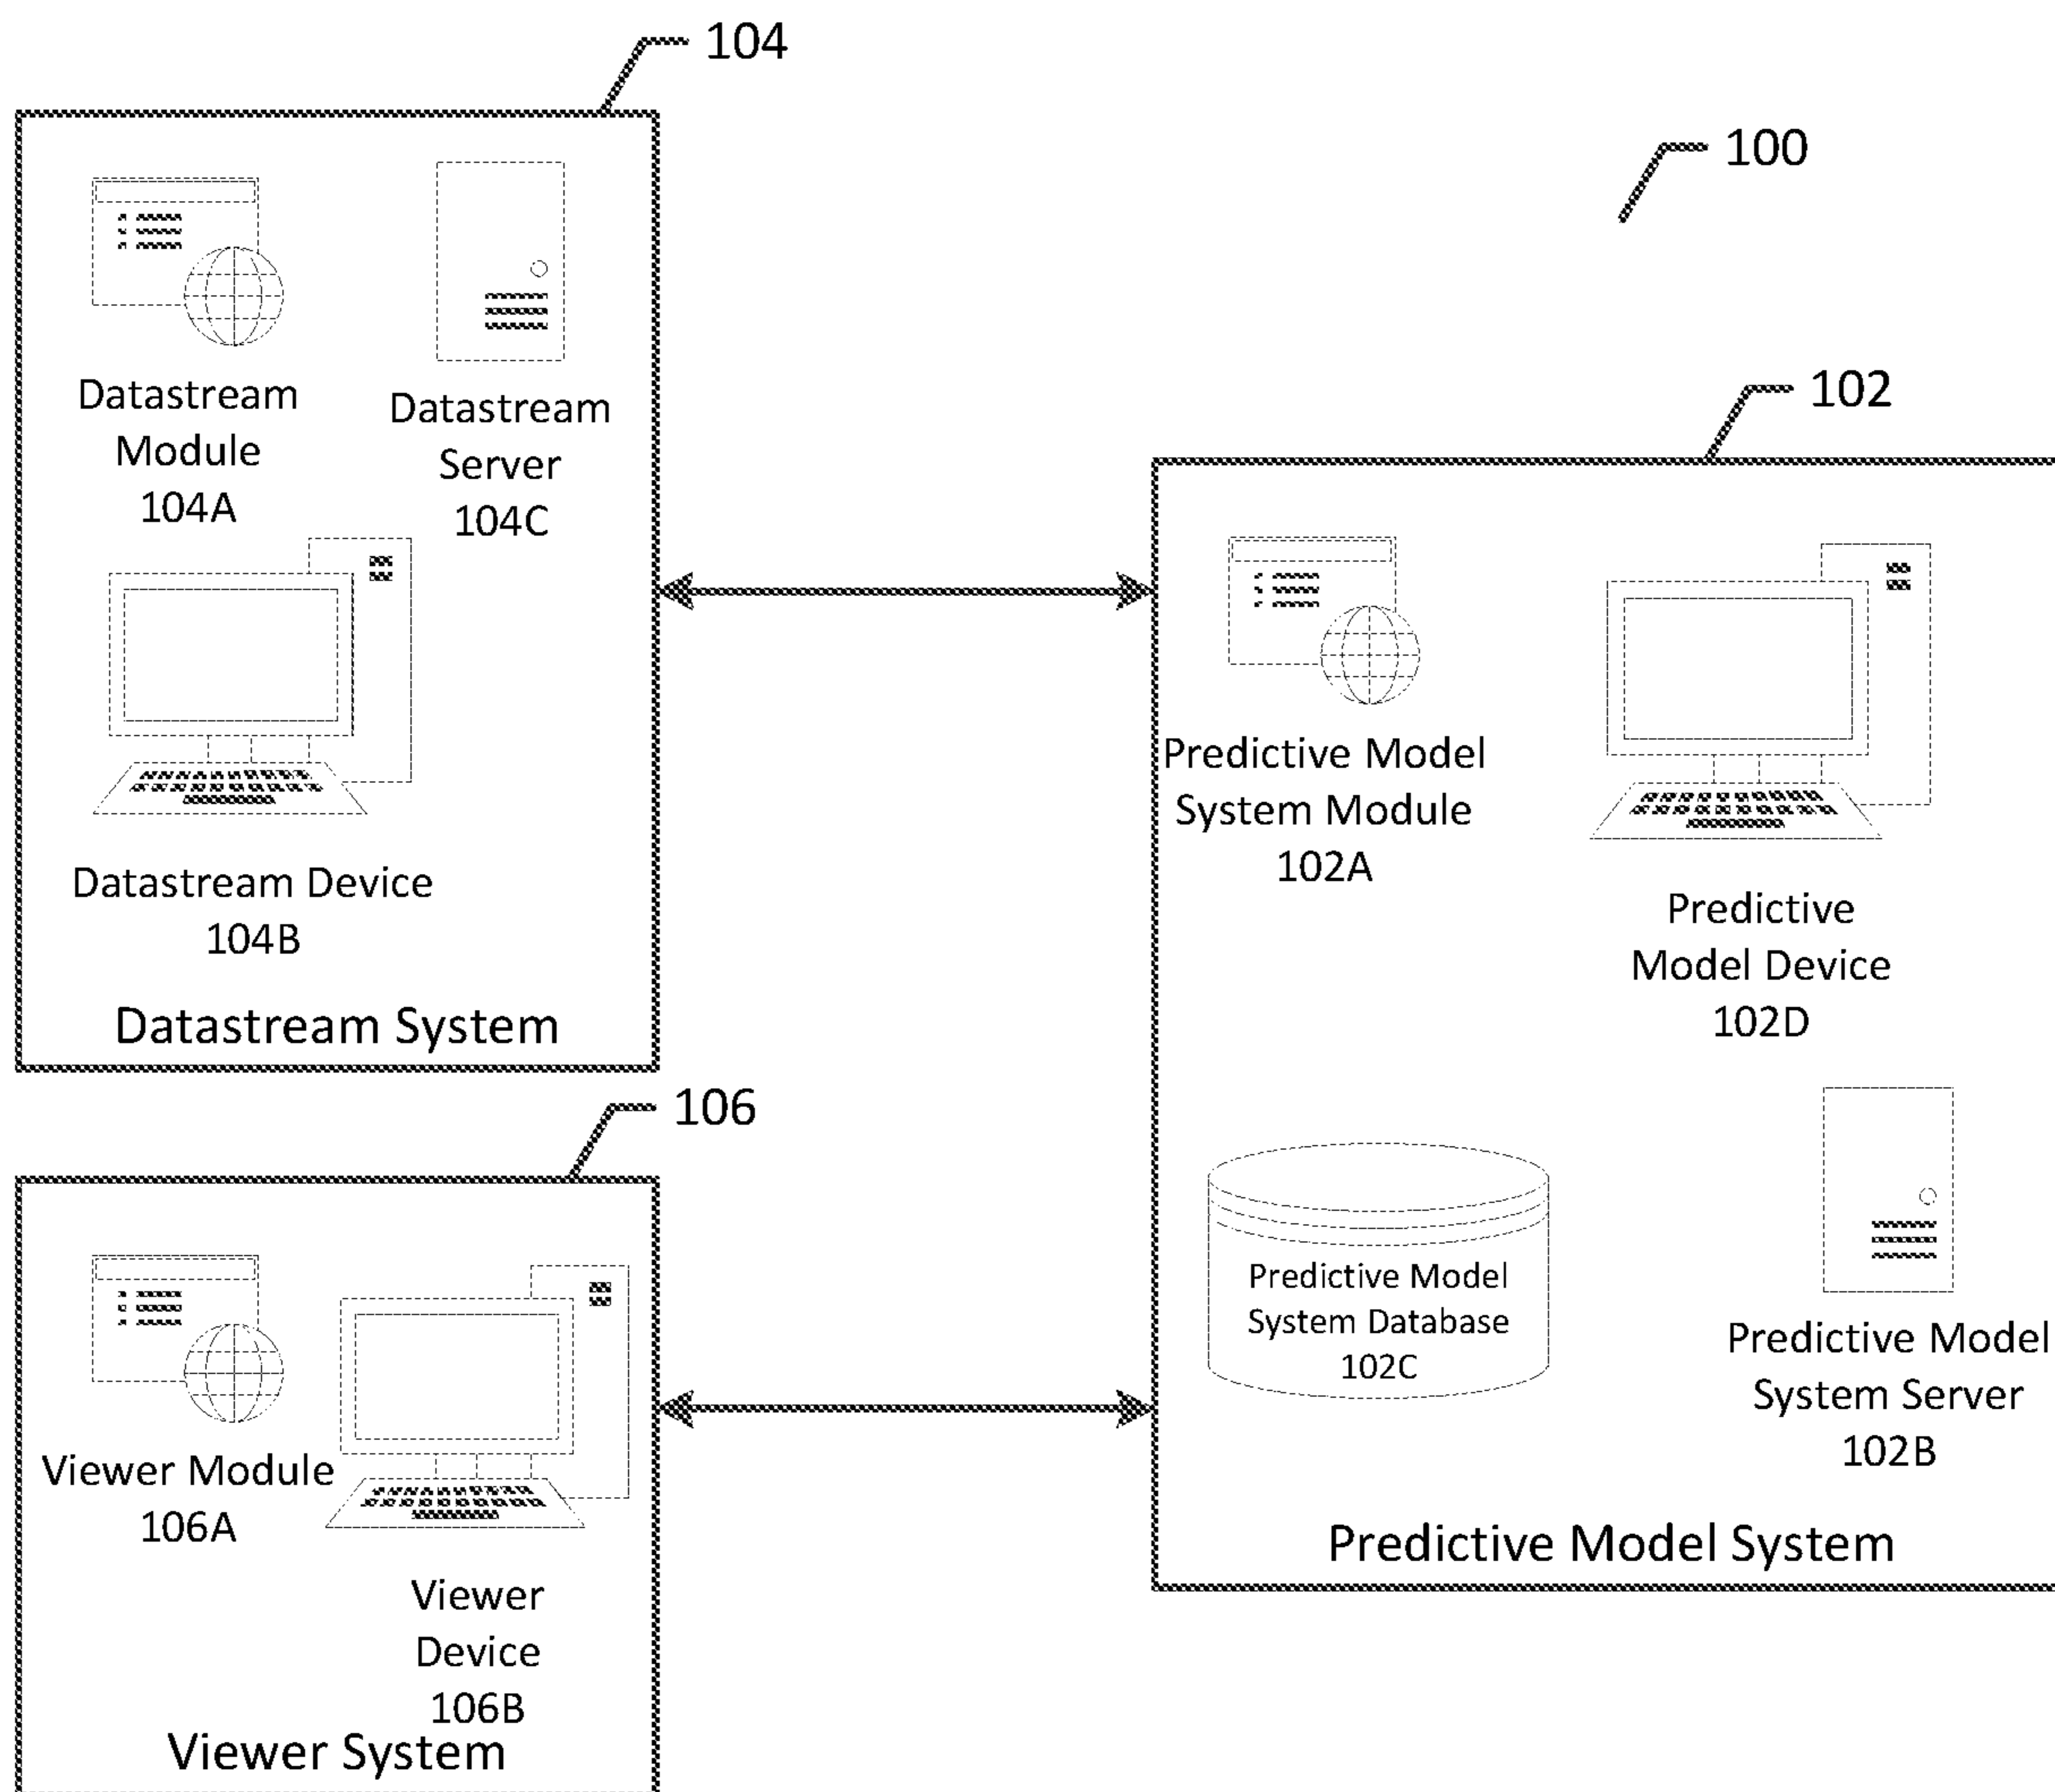 104
100
Datastream
Module
104A
Datastream
Server
104C
Datastream Device
104B
Datastream System
102
Predictive Model
System Module
102A
Predictive
Model Device
102D
Predictive Model
System Database
102C
Predictive Model
System Server
102B
Predictive Model System
106
Viewer Module
106A
Viewer
Device
106B
Viewer System